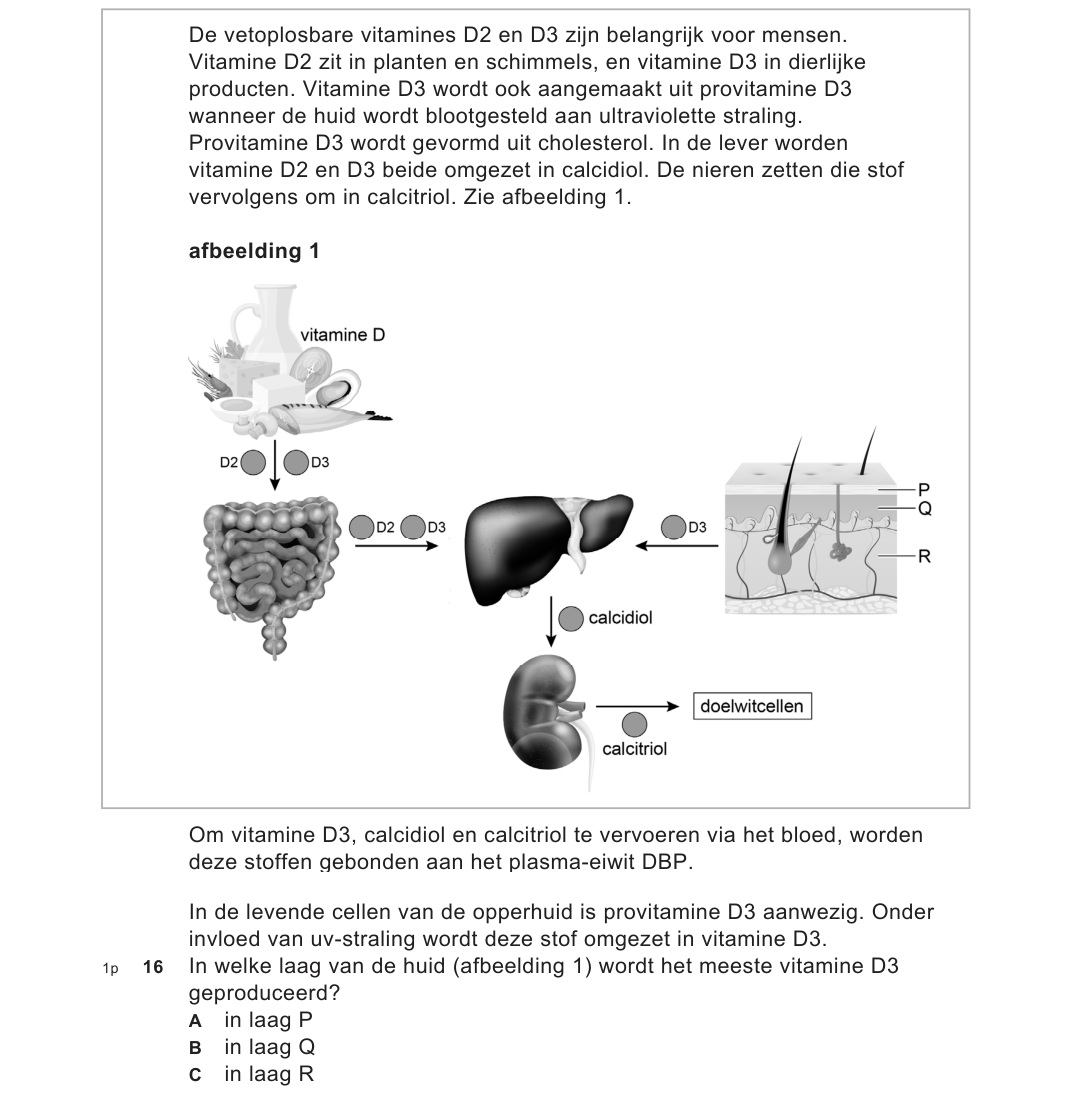 De vetoplosbare vitamines D2 en D3 zijn belangrijk voor mensen.
Vitamine D2 zit in planten en schimmels, en vitamine D3 in dierlijke
producten. Vitamine D3 wordt ook aangemaakt uit provitamine D3
wanneer de huid wordt blootgesteld aan ultraviolette straling.
Provitamine D3 wordt gevormd uit cholesterol. In de lever worden
vitamine D2 en D3 beide omgezet in calcidiol. De nieren zetten die stof
vervolgens om in calcitriol. Zie afbeelding 1.
afbeelding 1
vitamine D
D2 D3
D2 D3
D3
P
Q
R
calcidiol
doelwitcellen
calcitriol
Om vitamine D3, calcidiol en calcitriol te vervoeren via het bloed, worden
deze stoffen gebonden aan het plasma-eiwit DBP.
In de levende cellen van de opperhuid is provitamine D3 aanwezig. Onder
invloed van uv-straling wordt deze stof omgezet in vitamine D3.
1p 16 In welke laag van de huid (afbeelding 1) wordt het meeste vitamine D3
geproduceerd?
A in laag P
B in laag Q
C in laag R